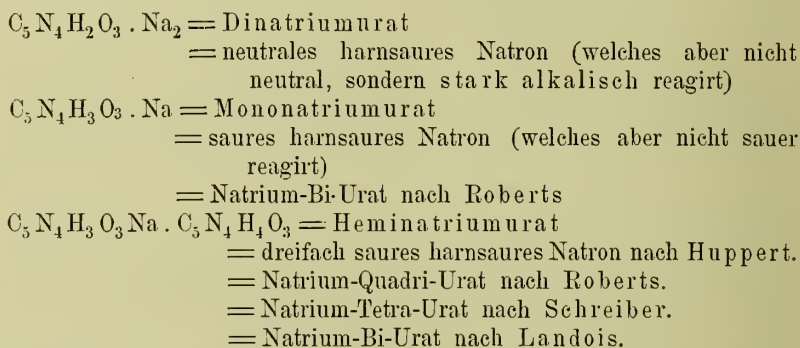 C₅ N₄ H₂ O₃ . Na₂ = Dinatriumurat
= neutrales harnsaures Natron (welches aber nicht
neutral, sondern stark alkalisch reagirt)
C₅ N₄ H₃ O₃ . Na = Mononatriumurat
= saures harnsaures Natron (welches aber nicht sauer
reagirt)
= Natrium-Bi-Urat nach Roberts
C₅ N₄ H₃ O₃ Na . C₅ N₄ H₄ O₃ = Heminatriumurat
= dreifach saures harnsaures Natron nach Huppert.
= Natrium-Quadri-Urat nach Roberts.
= Natrium-Tetra-Urat nach Schreiber.
= Natrium-Bi-Urat nach Landois.